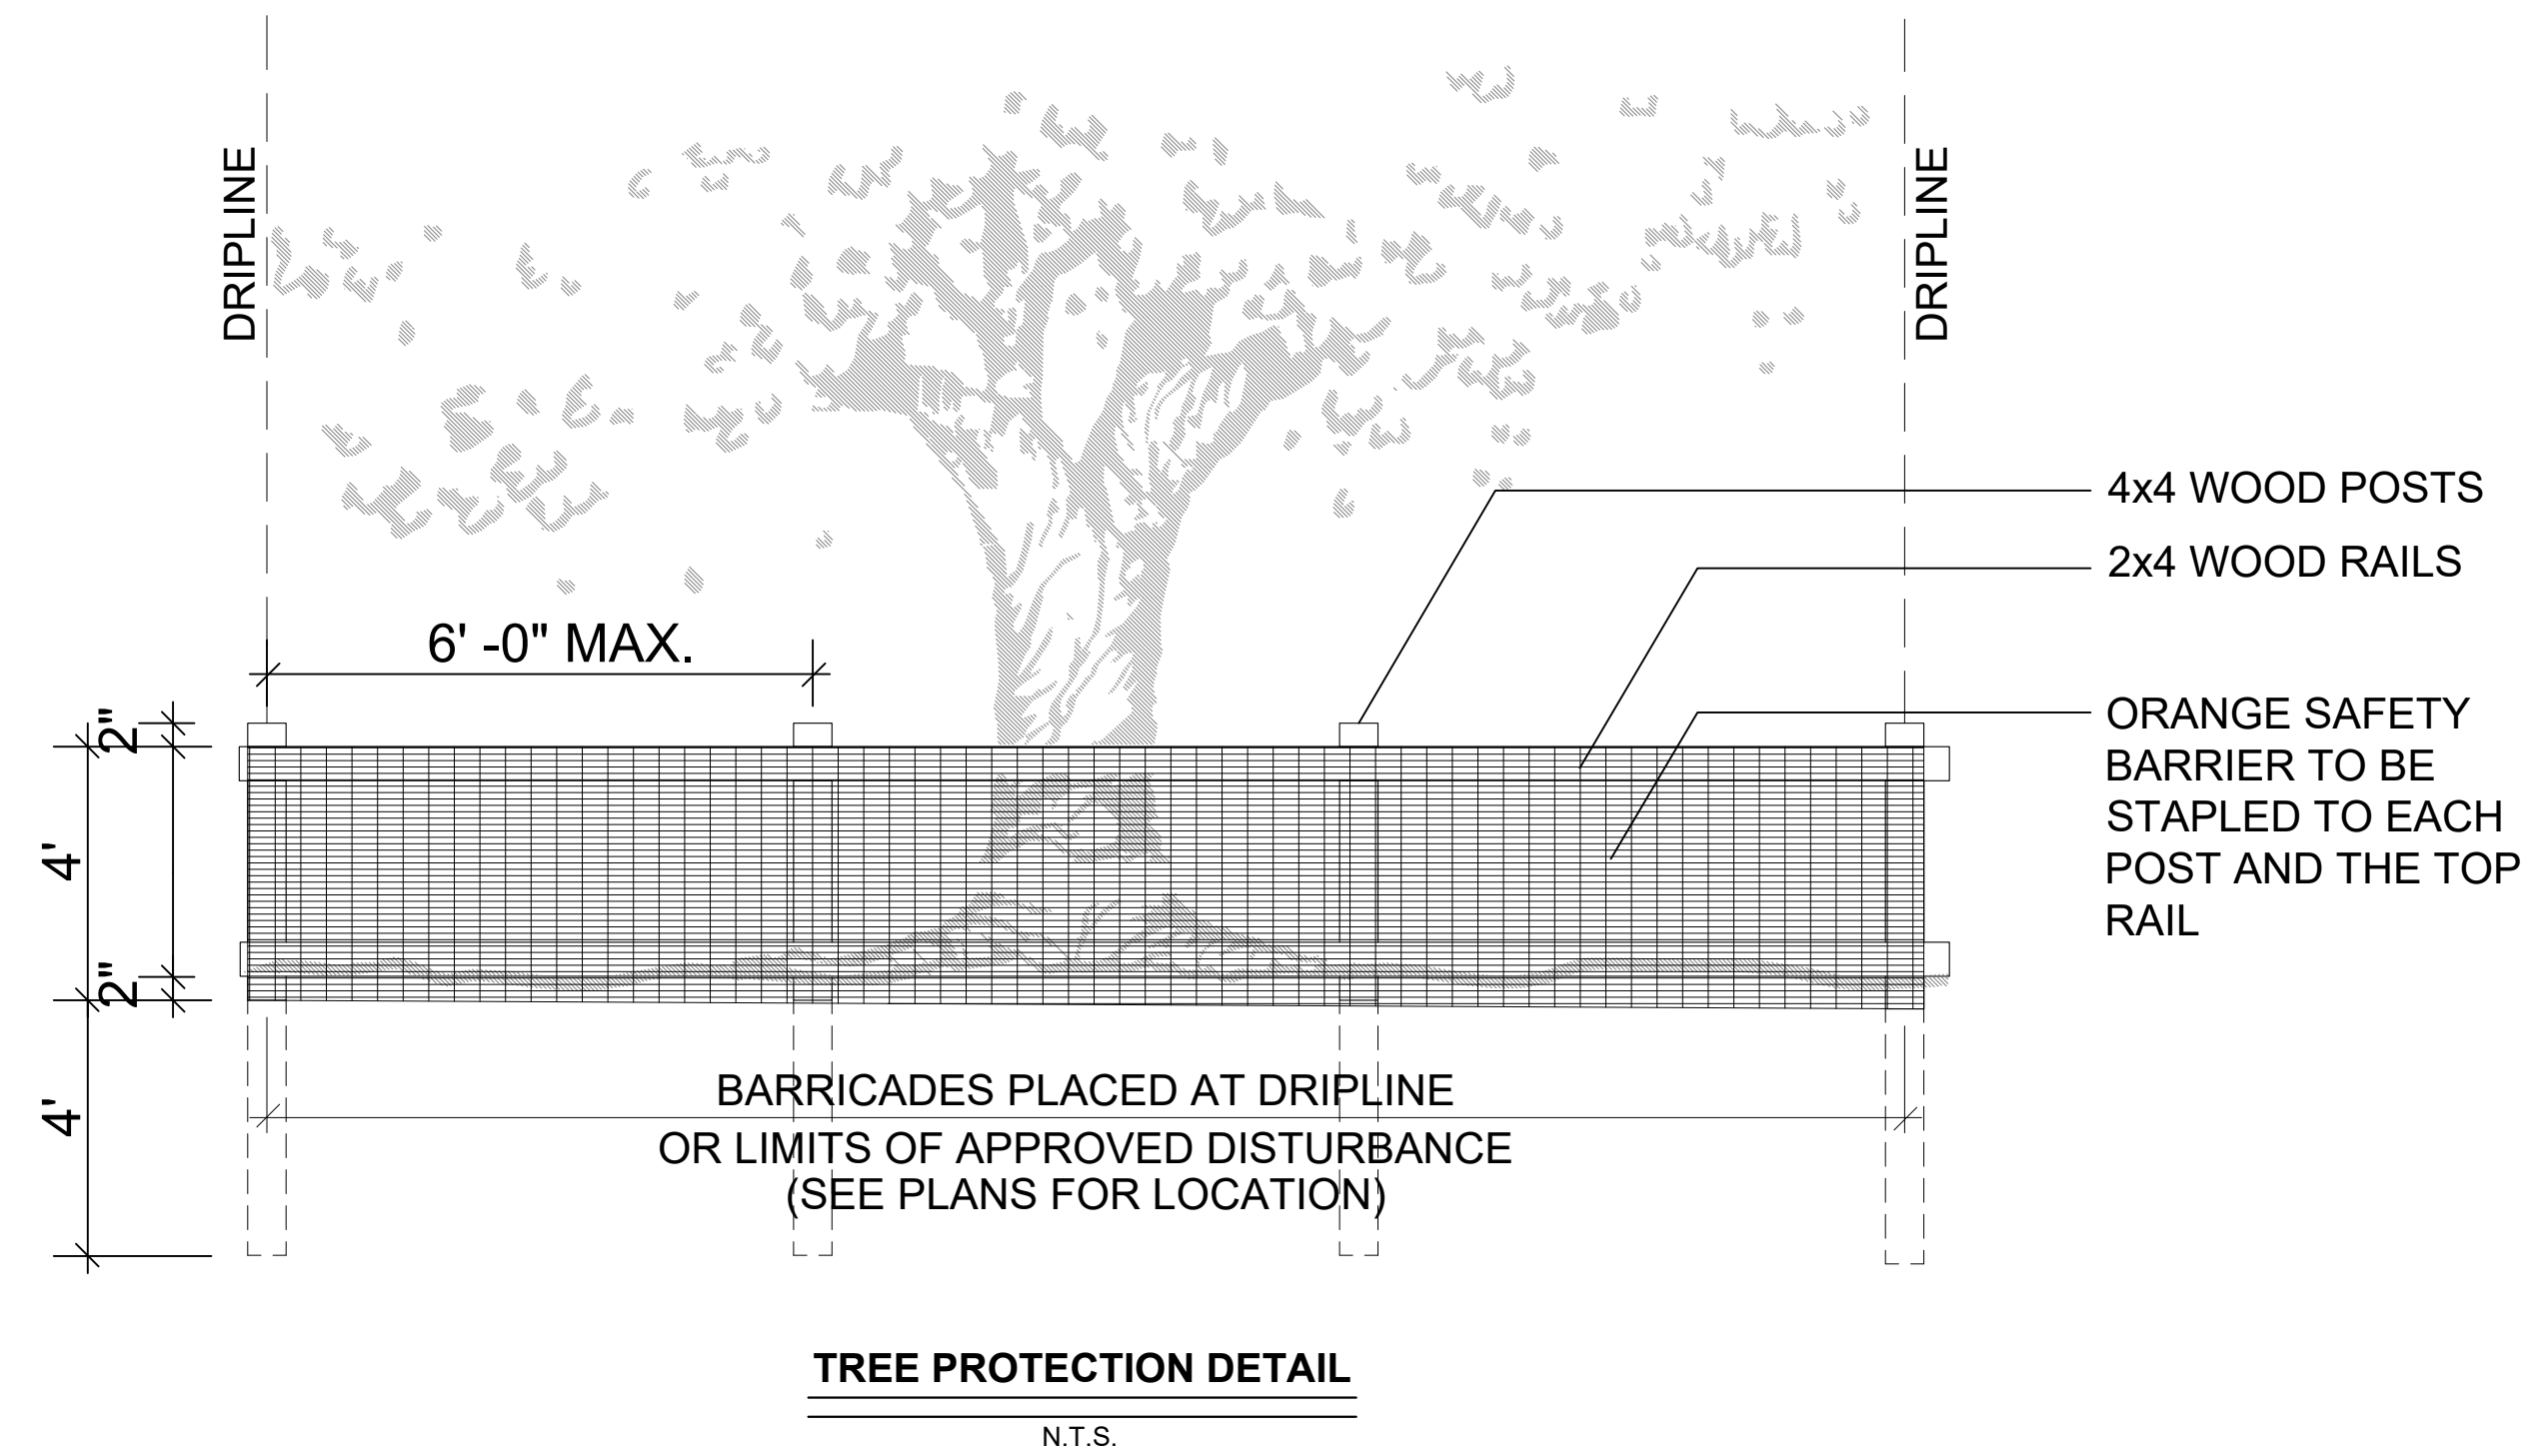 DRIPLINE
DRIPLINE
4x4 WOOD POSTS
2x4 WOOD RAILS
6' -0" MAX.
2"
ORANGE SAFETY
BARRIER TO BE
STAPLED TO EACH
POST AND THE TOP
RAIL
4'
2"
4'
BARRICADES PLACED AT DRIPLINE
OR LIMITS OF APPROVED DISTURBANCE
(SEE PLANS FOR LOCATION)
TREE PROTECTION DETAIL
N.T.S.